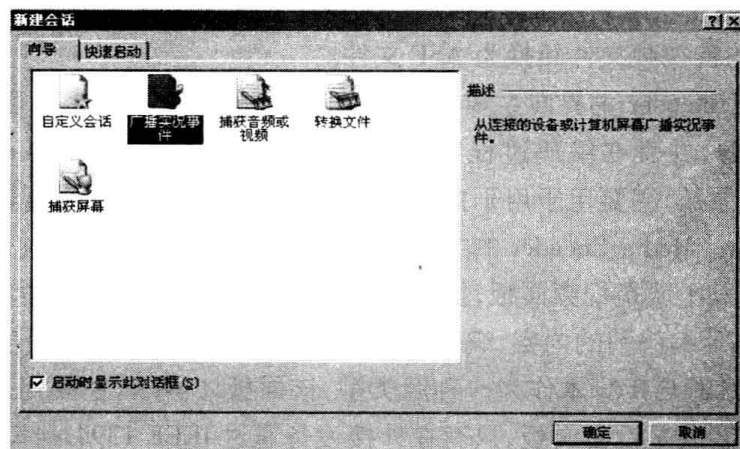 新建会话
向导 快速启动
自定义会话 广播实况事件 捕获音频或视频 转换文件
捕获屏幕
描述
从连接的设备或计算机屏幕广播实况事件。
启动时显示此对话框(S)
确定 取消